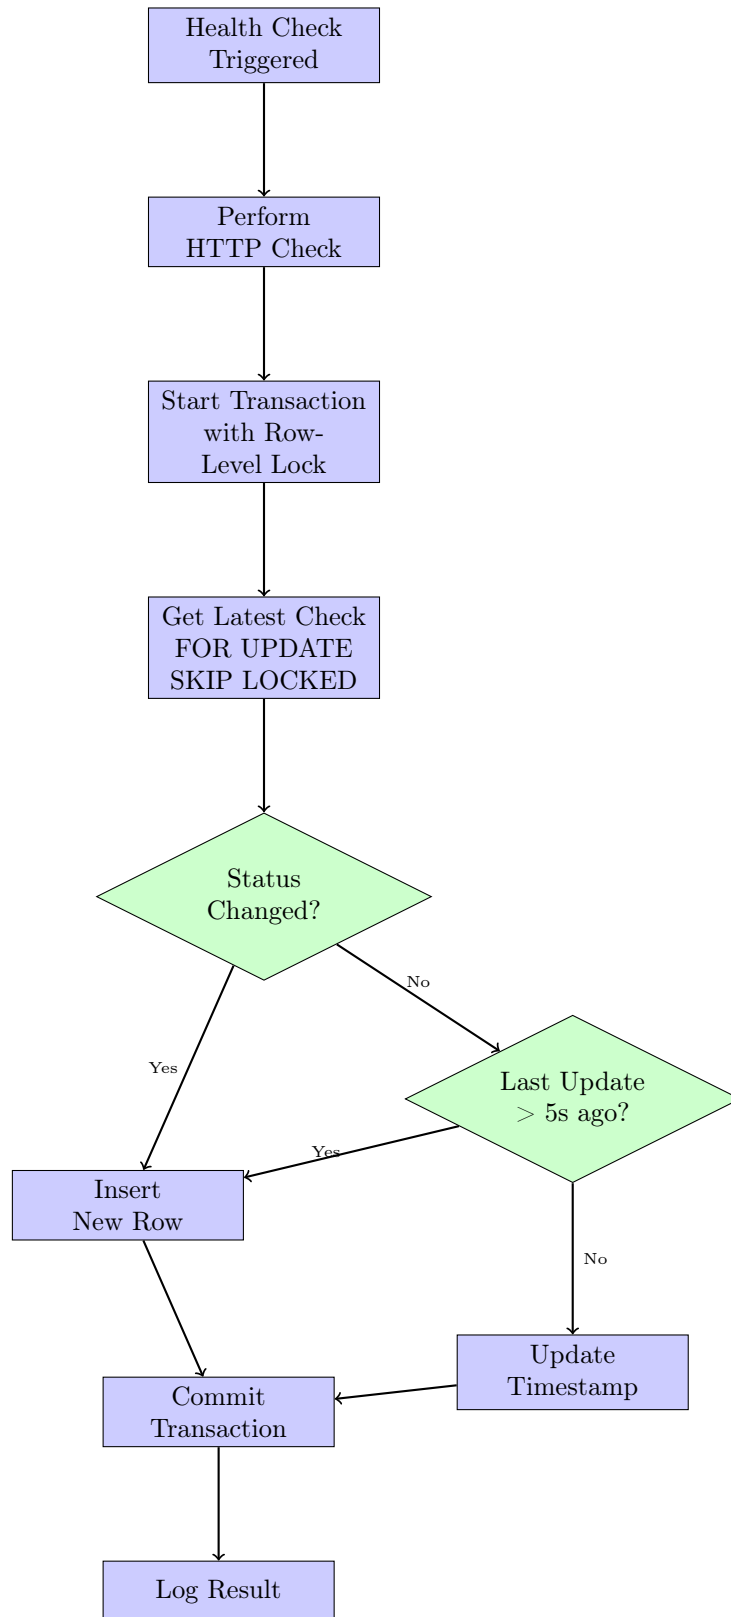 Health Check
Triggered
Perform
HTTP Check
Start Transaction
with Row-
Level Lock
Get Latest Check
FOR UPDATE
SKIP LOCKED
Status
Changed?
No
Yes
Last Update
> 5s ago?
Yes
Insert
New Row
No
Update
Timestamp
Commit
Transaction
Log Result